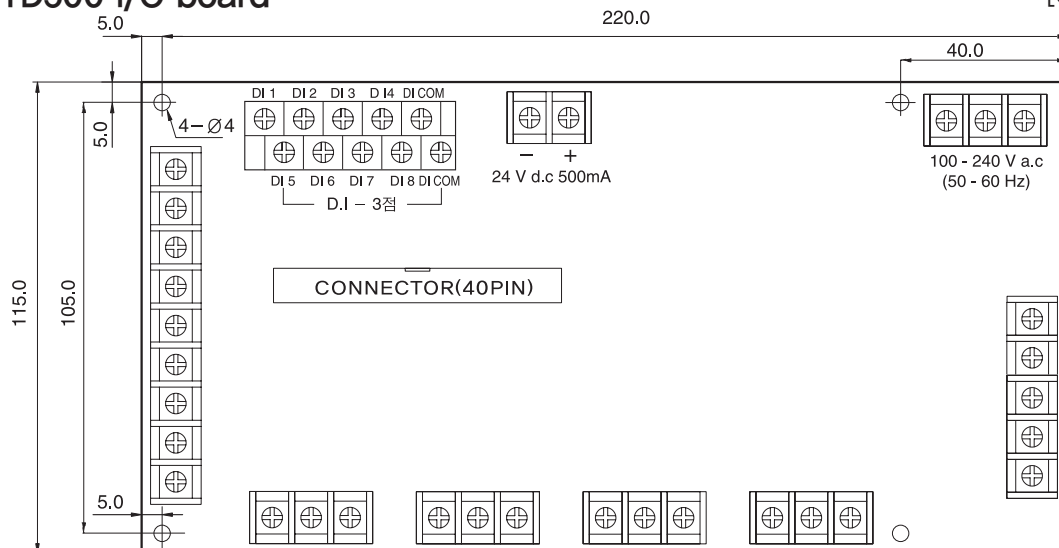 I/O board
5.0
220.0
40.0
DI 1 DI 2 DI 3 D I4 DI COM
4-Ø4
5.0
- +
24 V d.c 500mA
100 - 240 V a.c
(50 - 60 Hz)
DI 5 DI 6 DI 7 DI 8 DI COM
D.I - 3점
CONNECTOR(40PIN)
115.0
105.0
5.0